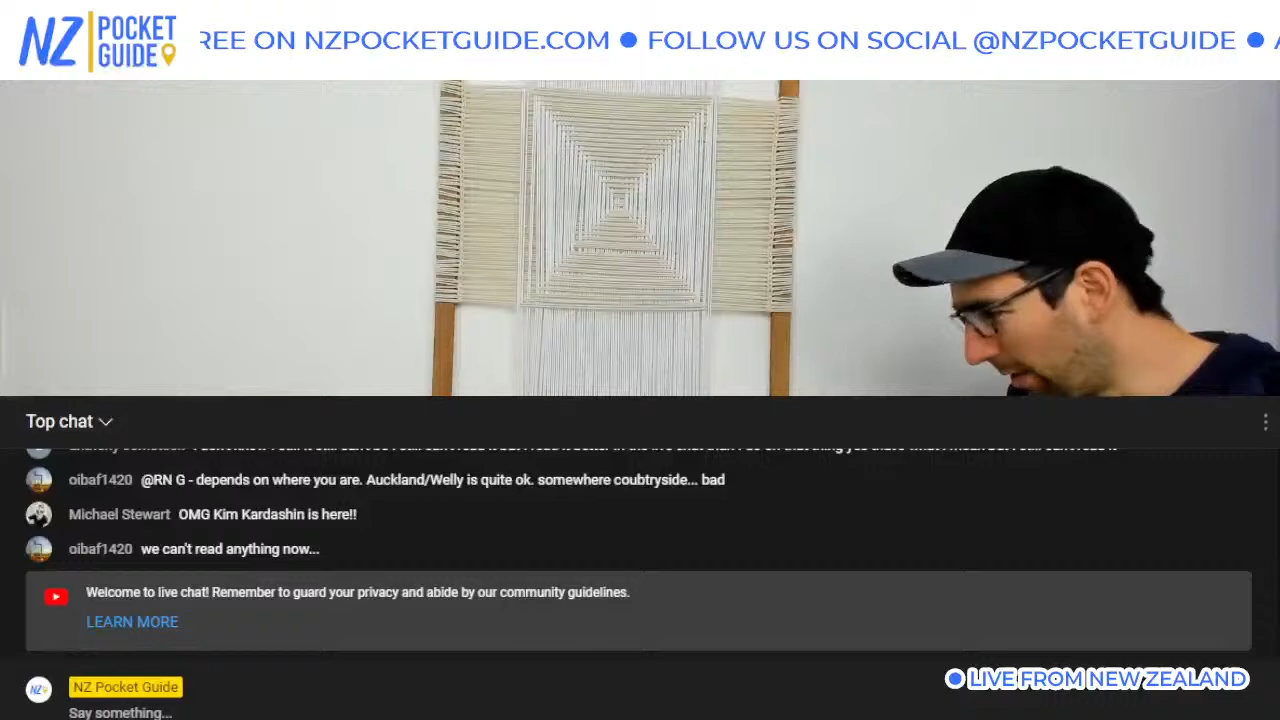 NZ POCKET GUIDE
REE ON NZPOCKETGUIDE.COM ● FOLLOW US ON SOCIAL @NZPOCKETGUIDE ●
Top chat
oibaf1420 @RN G - depends on where you are. Auckland/Welly is quite ok. somewhere coubtryside... bad
Michael Stewart OMG Kim Kardashin is here!!
oibaf1420 we can't read anything now...
Welcome to live chat! Remember to guard your privacy and abide by our community guidelines.
LEARN MORE
NZ
NZ Pocket Guide
● LIVE FROM NEW ZEALAND
Say something...